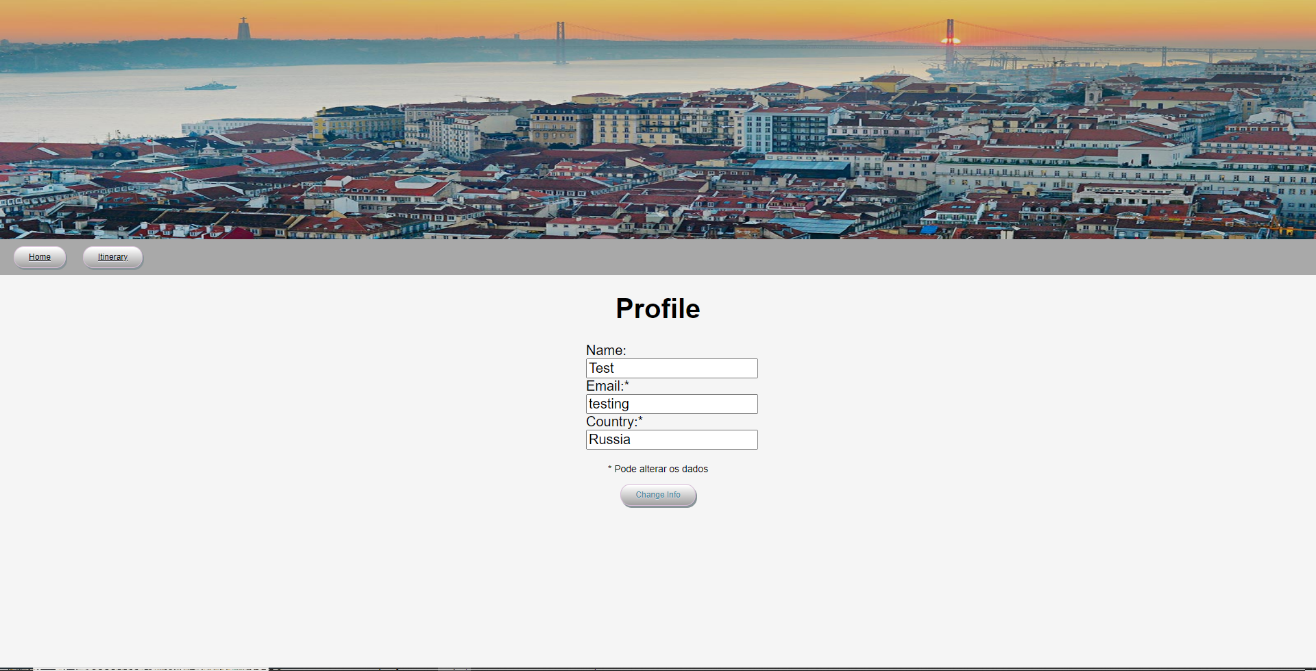 Home
Itinerary
Profile
Name:
Test
Email:*
testing
Country:*
Russia
* Pode alterar os dados
Change Info